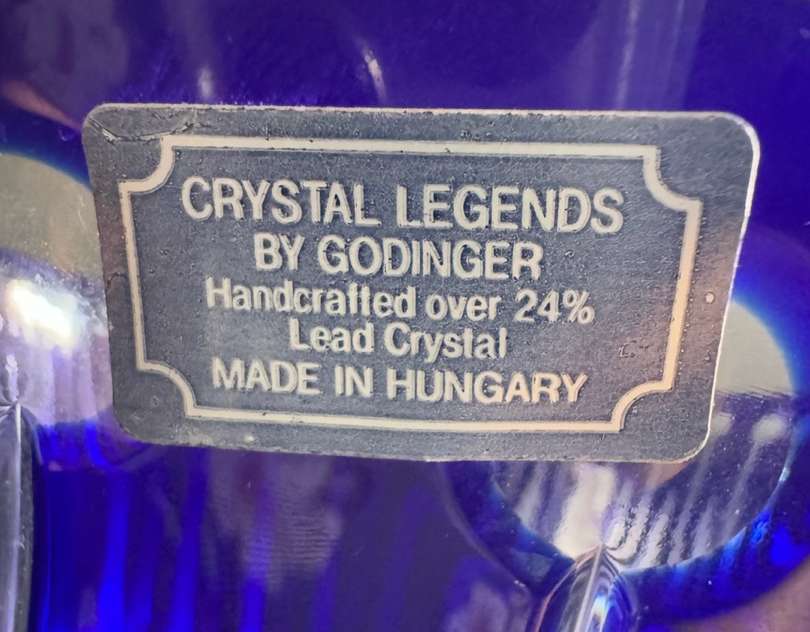 CRYSTAL LEGENDS
BY GODINGER
Handcrafted over 24%
Lead Crystal
MADE IN HUNGARY